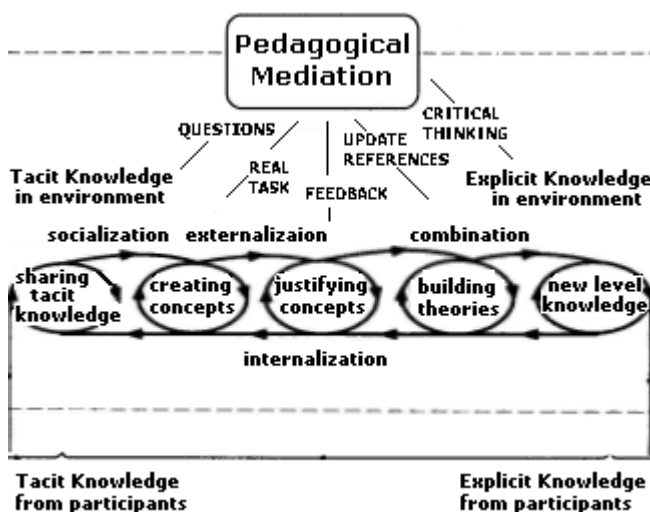 Pedagogical
Mediation
QUESTIONS
REAL
TASK
FEEDBACK
UPDATE
REFERENCES
CRITICAL
THINKING
Tacit Knowledge
in environment
Explicit Knowledge
in environment
socialization
externalizaion
combination
sharing
tacit
knowledge
creating
concepts
justifying
concepts
building
theories
new level
knowledge
internalization
Tacit Knowledge
from participants
Explicit Knowledge
from participants